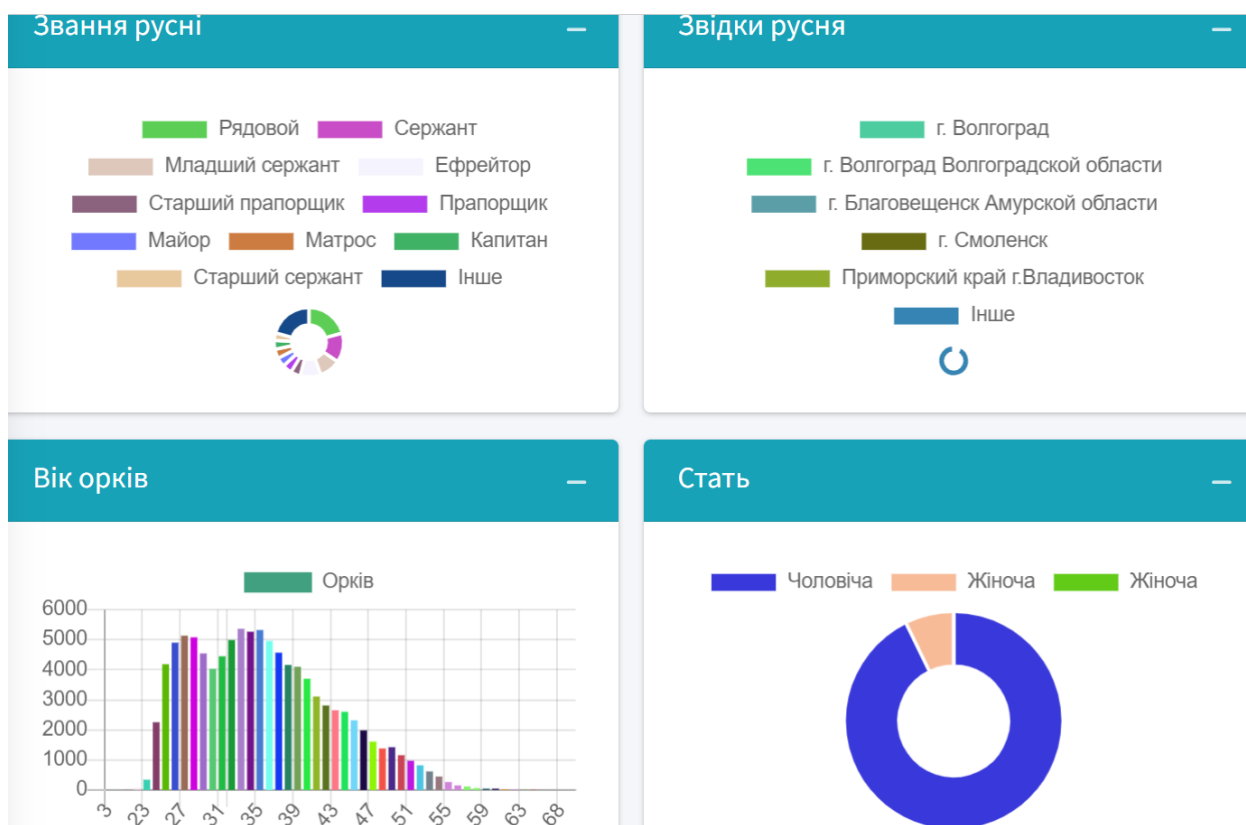 Звання русні
Звідки русня
Рядовой Сержант
Младший сержант Ефрейтор
Старший прапорщик Прапорщик
Майор Матрос Капитан
Старший сержант Інше
г. Волгоград
г. Волгоград Волгоградской области
г. Благовещенск Амурской области
г. Смоленск
Приморский край г.Владивосток
Інше
Вік орків
Стать
Орків
6000
5000
4000
3000
2000
1000
0
3 23 27 31 35 39 43 47 51 55 59 63 68
Чоловіча Жіноча Жіноча